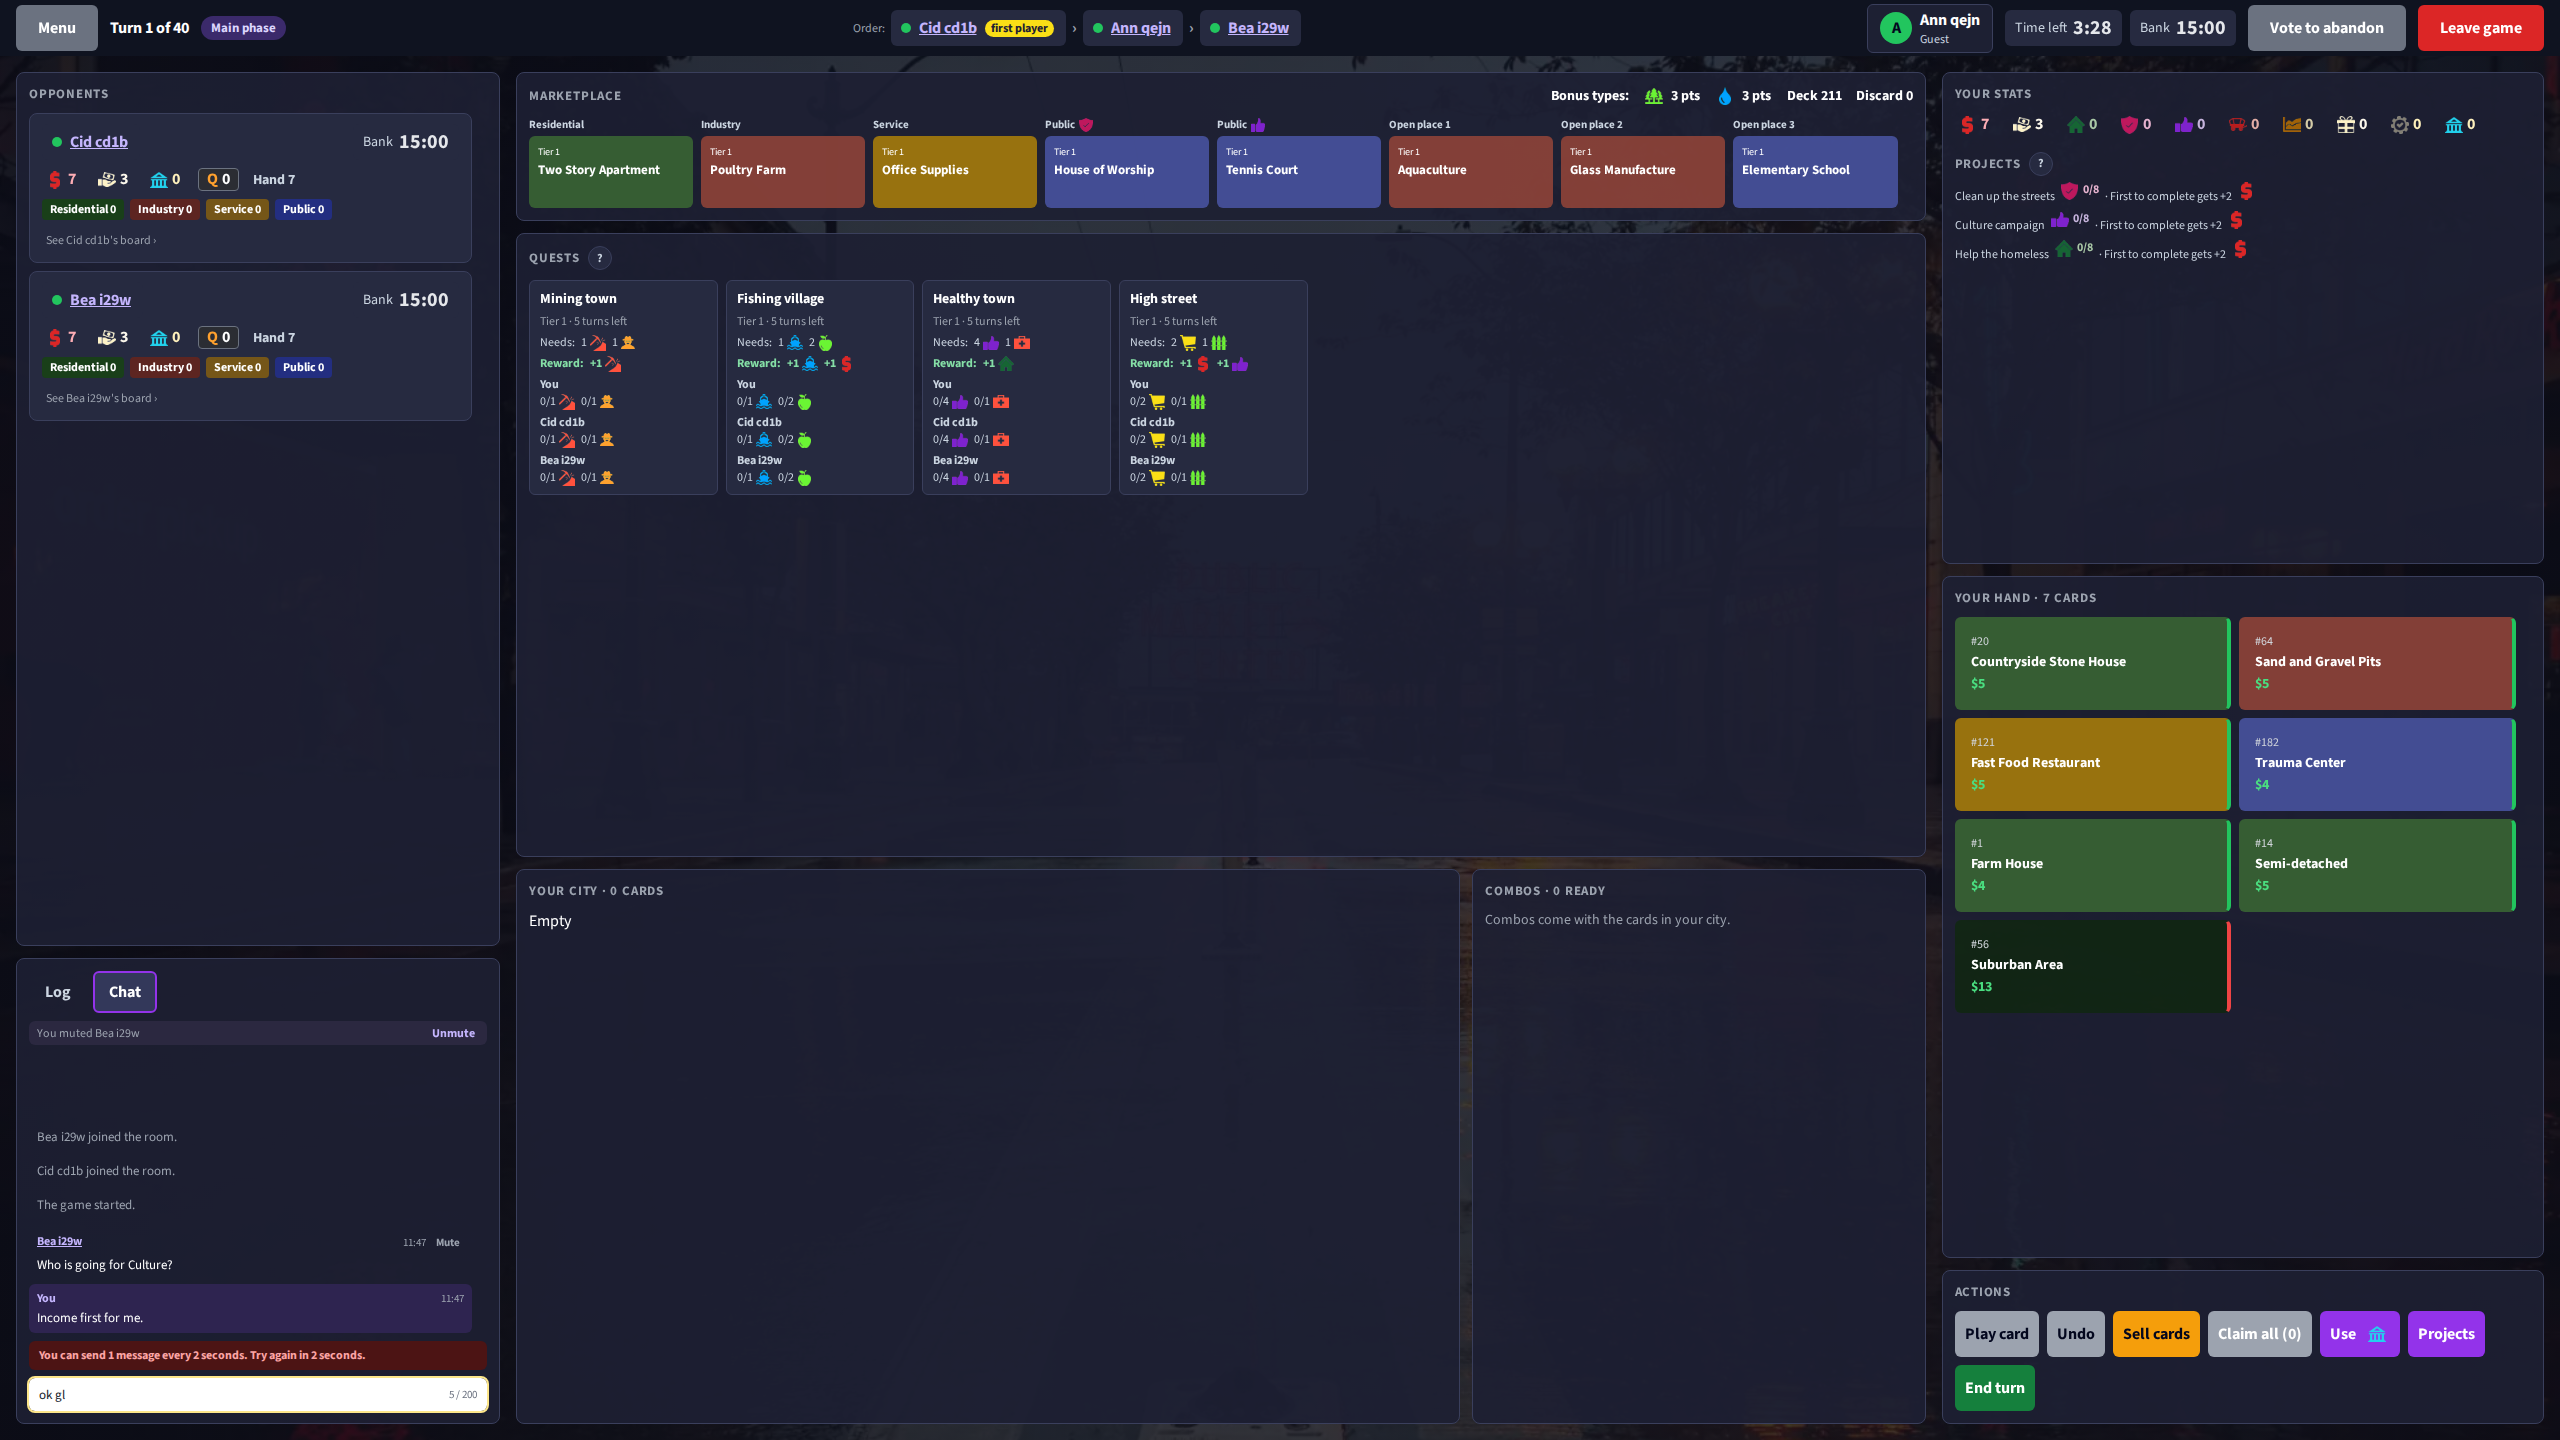 Menu
Turn 1 of 40
Main phase
Order:
Cid cd1b
first player
›
Ann qejn
›
Bea i29w
A
Ann qejn
Guest
Time left 3:28
Bank 15:00
Vote to abandon
Leave game
OPPONENTS
Cid cd1b
Bank 15:00
7 3 0 Q 0 Hand 7
Residential 0 Industry 0 Service 0 Public 0
See Cid cd1b's board ›
Bea i29w
Bank 15:00
7 3 0 Q 0 Hand 7
Residential 0 Industry 0 Service 0 Public 0
See Bea i29w's board ›
Log
Chat
You muted Bea i29w
Unmute
Bea i29w joined the room.
Cid cd1b joined the room.
The game started.
Bea i29w
11:47 Mute
Who is going for Culture?
You
11:47
Income first for me.
You can send 1 message every 2 seconds. Try again in 2 seconds.
ok gl
5 / 200
MARKETPLACE
Bonus types: 3 pts 3 pts Deck 211 Discard 0
Residential
Tier 1
Two Story Apartment
Industry
Tier 1
Poultry Farm
Service
Tier 1
Office Supplies
Public
Tier 1
House of Worship
Public
Tier 1
Tennis Court
Open place 1
Tier 1
Aquaculture
Open place 2
Tier 1
Glass Manufacture
Open place 3
Tier 1
Elementary School
QUESTS ?
Mining town
Tier 1 · 5 turns left
Needs: 1 1
Reward: +1
You
0/1 0/1
Cid cd1b
0/1 0/1
Bea i29w
0/1 0/1
Fishing village
Tier 1 · 5 turns left
Needs: 1 2
Reward: +1 +1
You
0/1 0/2
Cid cd1b
0/1 0/2
Bea i29w
0/1 0/2
Healthy town
Tier 1 · 5 turns left
Needs: 4 1
Reward: +1
You
0/4 0/1
Cid cd1b
0/4 0/1
Bea i29w
0/4 0/1
High street
Tier 1 · 5 turns left
Needs: 2 1
Reward: +1 +1
You
0/2 0/1
Cid cd1b
0/2 0/1
Bea i29w
0/2 0/1
YOUR CITY · 0 CARDS
Empty
COMBOS · 0 READY
Combos come with the cards in your city.
YOUR STATS
7 3 0 0 0 0 0 0 0 0
PROJECTS ?
Clean up the streets 0/8 · First to complete gets +2
Culture campaign 0/8 · First to complete gets +2
Help the homeless 0/8 · First to complete gets +2
YOUR HAND · 7 CARDS
#20
Countryside Stone House
$5
#64
Sand and Gravel Pits
$5
#121
Fast Food Restaurant
$5
#182
Trauma Center
$4
#1
Farm House
$4
#14
Semi-detached
$5
#56
Suburban Area
$13
ACTIONS
Play card
Undo
Sell cards
Claim all (0)
Use
Projects
End turn